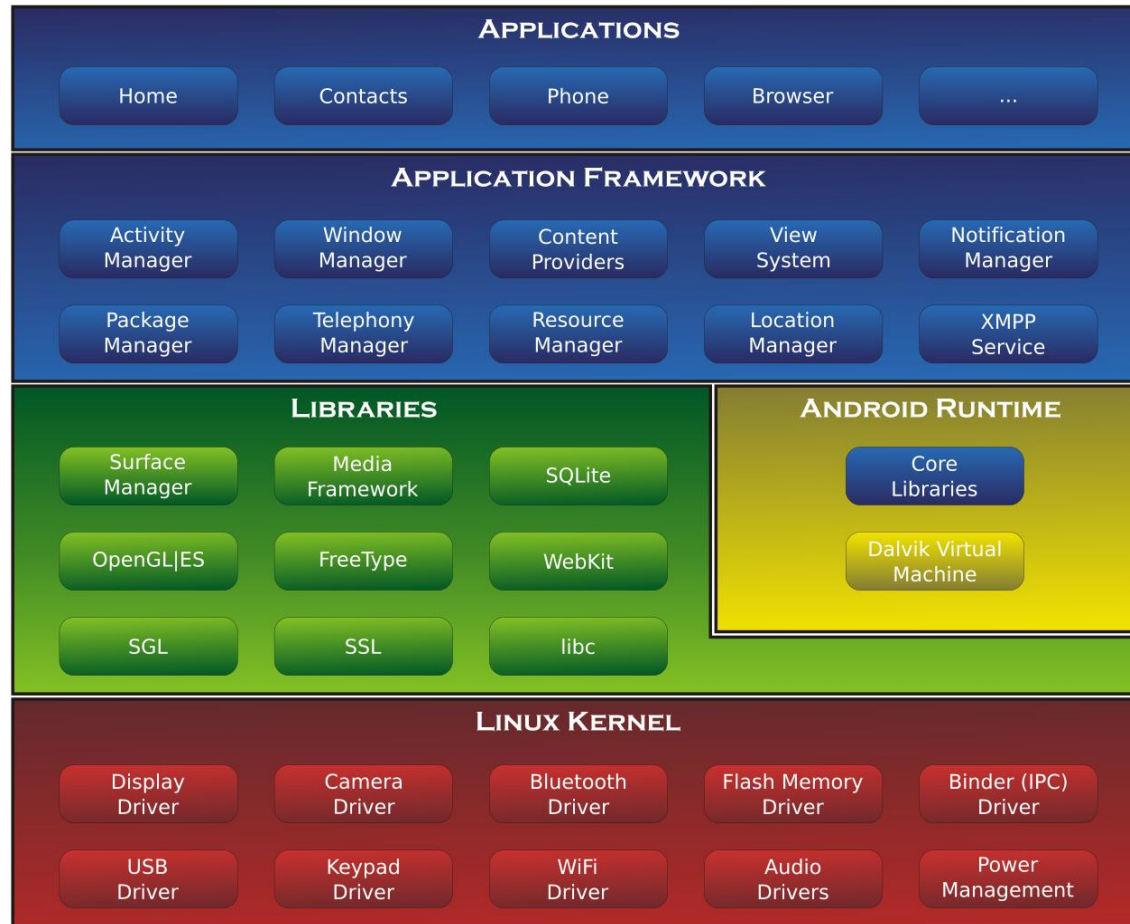 APPLICATIONS
Home
Contacts
Phone
Browser
...
APPLICATION FRAMEWORK
Activity
Manager
Window
Manager
Content
Providers
View
System
Notification
Manager
Package
Manager
Telephony
Manager
Resource
Manager
Location
Manager
XMPP
Service
LIBRARIES
Surface
Manager
Media
Framework
SQLite
OpenGL|ES
FreeType
WebKit
SGL
SSL
libc
ANDROID RUNTIME
Core
Libraries
Dalvik Virtual
Machine
LINUX KERNEL
Display
Driver
Camera
Driver
Bluetooth
Driver
Flash Memory
Driver
Binder (IPC)
Driver
USB
Driver
Keypad
Driver
WiFi
Driver
Audio
Drivers
Power
Management